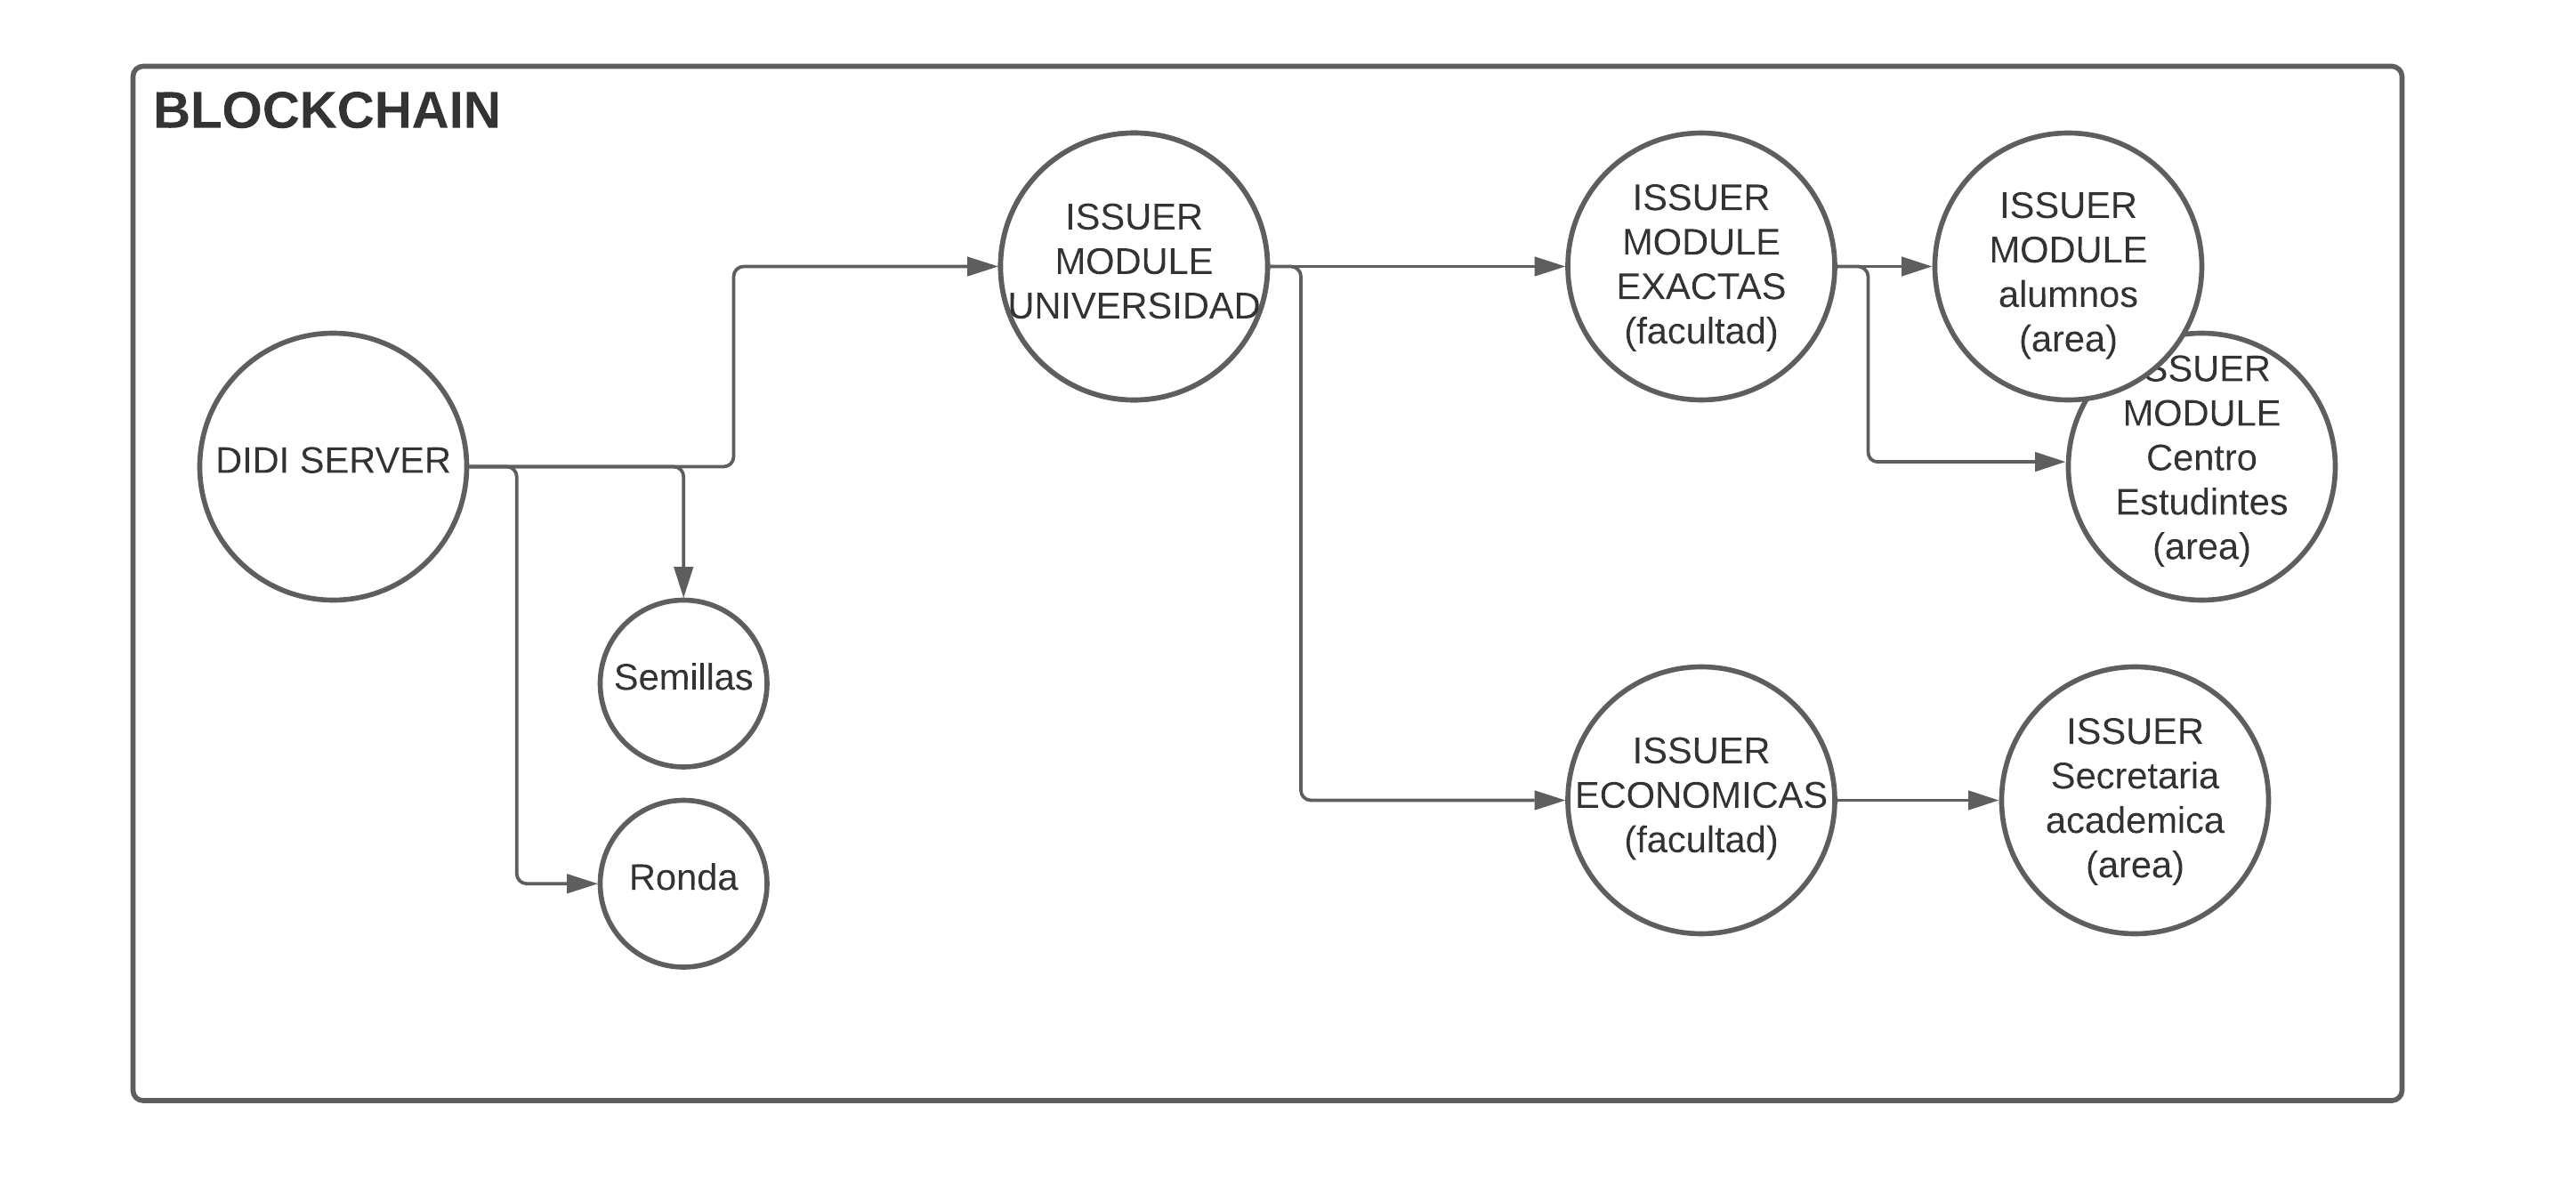 BLOCKCHAIN
DIDI SERVER
Semillas
Ronda
ISSUER
MODULE
UNIVERSIDAD
ISSUER
MODULE
EXACTAS
(facultad)
ISSUER
MODULE
alumnos
(area)
SSUER
MODULE
Centro
Estudintes
(area)
ISSUER
ECONOMICAS
(facultad)
ISSUER
Secretaria
academica
(area)